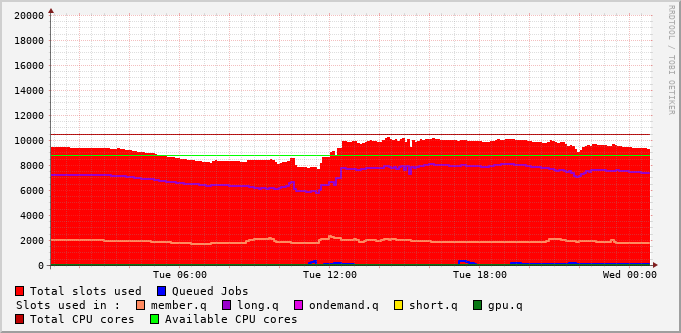 20000
18000
16000
14000
12000
10000
8000
6000
4000
2000
0
Tue 06:00 Tue 12:00 Tue 18:00 Wed 00:00
RRDTOOL / TOBI OETIKER
Total slots used Queued Jobs
Slots used in : member.q long.q ondemand.q short.q gpu.q
Total CPU cores Available CPU cores